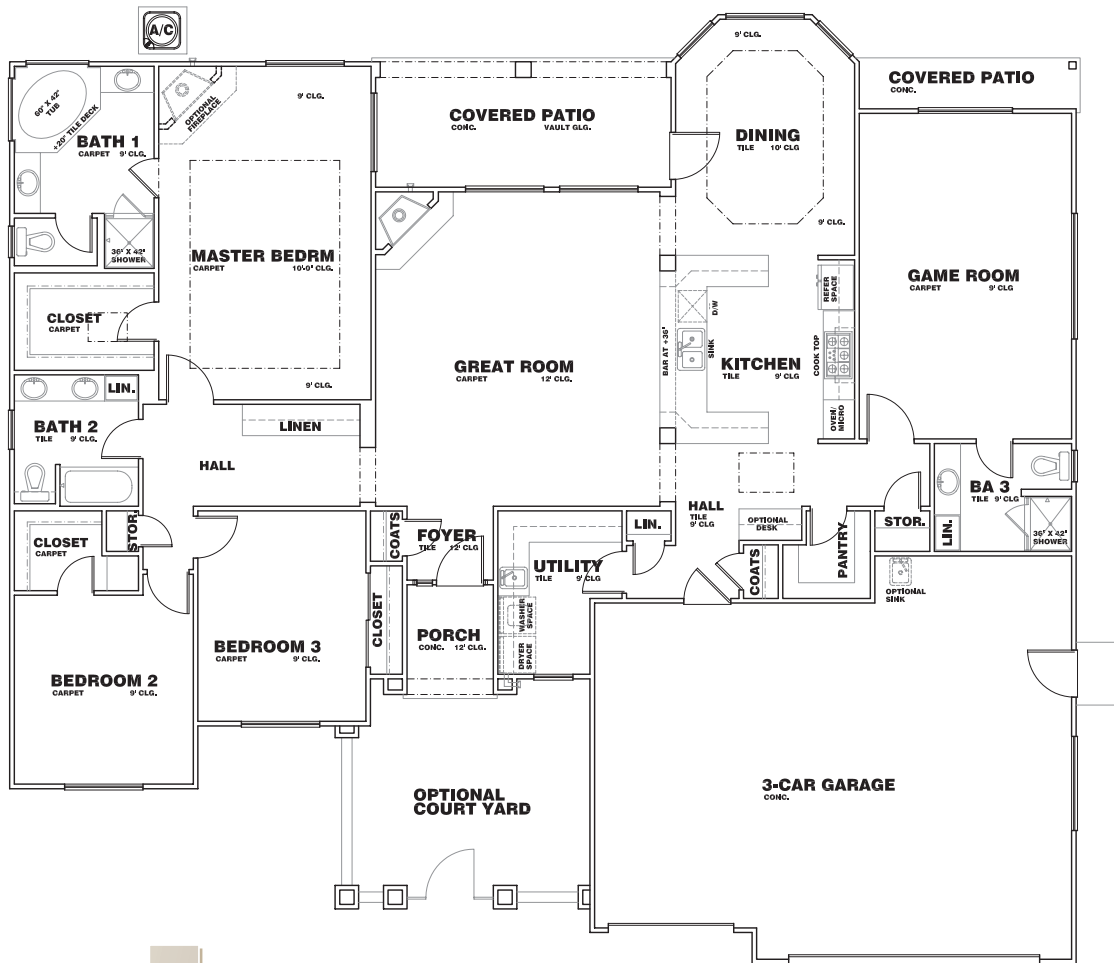 A/C
9' CLG.
COVERED PATIO
CONC.
60" X 42"
TUB
+20" TILE DECK
BATH 1
CARPET 9' CLG.
OPTIONAL
FIREPLACE
9' CLG.
COVERED PATIO
CONC. VAULT GLG.
DINING
TILE 10' CLG
9' CLG.
36" X 42"
SHOWER
MASTER BEDRM
CARPET 10'-0" CLG.
9' CLG.
CLOSET
CARPET
GREAT ROOM
CARPET 12' CLG.
BAR AT +36"
D/W
SINK
KITCHEN
TILE 9' CLG
REFER
SPACE
COOK TOP
OVEN/
MICRO
GAME ROOM
CARPET 9' CLG
LIN.
BATH 2
TILE 9' CLG.
LINEN
HALL
HALL
TILE
9' CLG
BA 3
TILE 9' CLG
LIN.
36" X 42"
SHOWER
CLOSET
CARPET
STOR.
COATS
FOYER
TILE 12' CLG
UTILITY
TILE 9' CLG
LIN.
OPTIONAL
DESK
COATS
PANTRY
STOR.
OPTIONAL
SINK
WASHER
SPACE
DRYER
SPACE
BEDROOM 3
CARPET 9' CLG.
CLOSET
PORCH
CONC. 12' CLG.
BEDROOM 2
CARPET 9' CLG.
OPTIONAL
COURT YARD
3-CAR GARAGE
CONC.